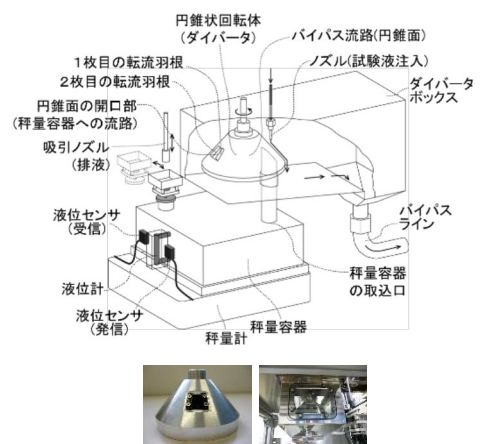 円錐状回転体
(ダイバータ)
バイパス流路(円錐面)
1枚目の転流羽根
ノズル(試験液注入)
2枚目の転流羽根
ダイバータ
ボックス
円錐面の開口部
(秤量容器への流路)
吸引ノズル
(排液)
液位センサ
(受信)
バイパス
ライン
液位計
秤量容器
の取込口
液位センサ
(発信)
秤量容器
秤量計